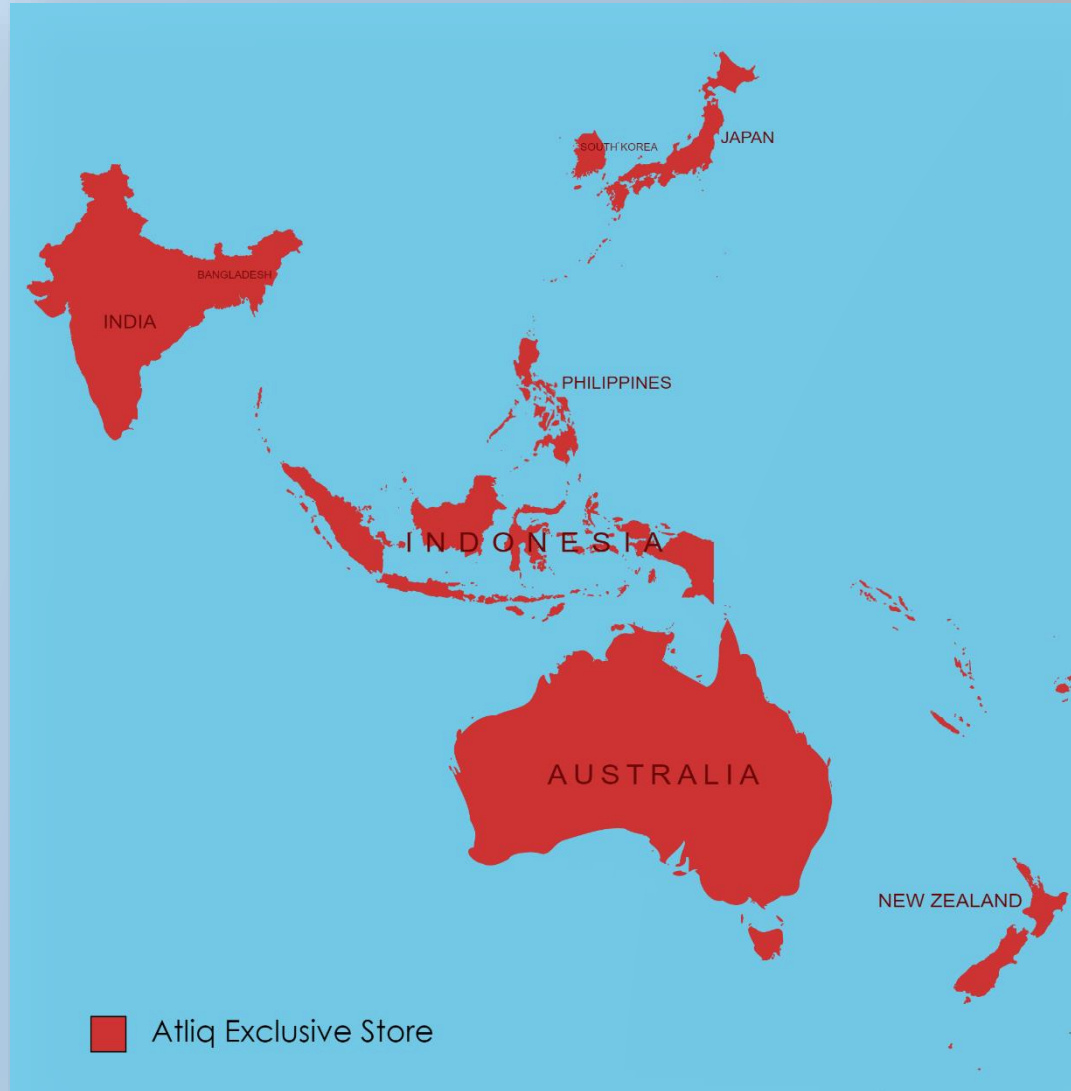 JAPAN
SOUTH KOREA
BANGLADESH
INDIA
PHILIPPINES
INDONESIA
AUSTRALIA
NEW ZEALAND
Atliq Exclusive Store